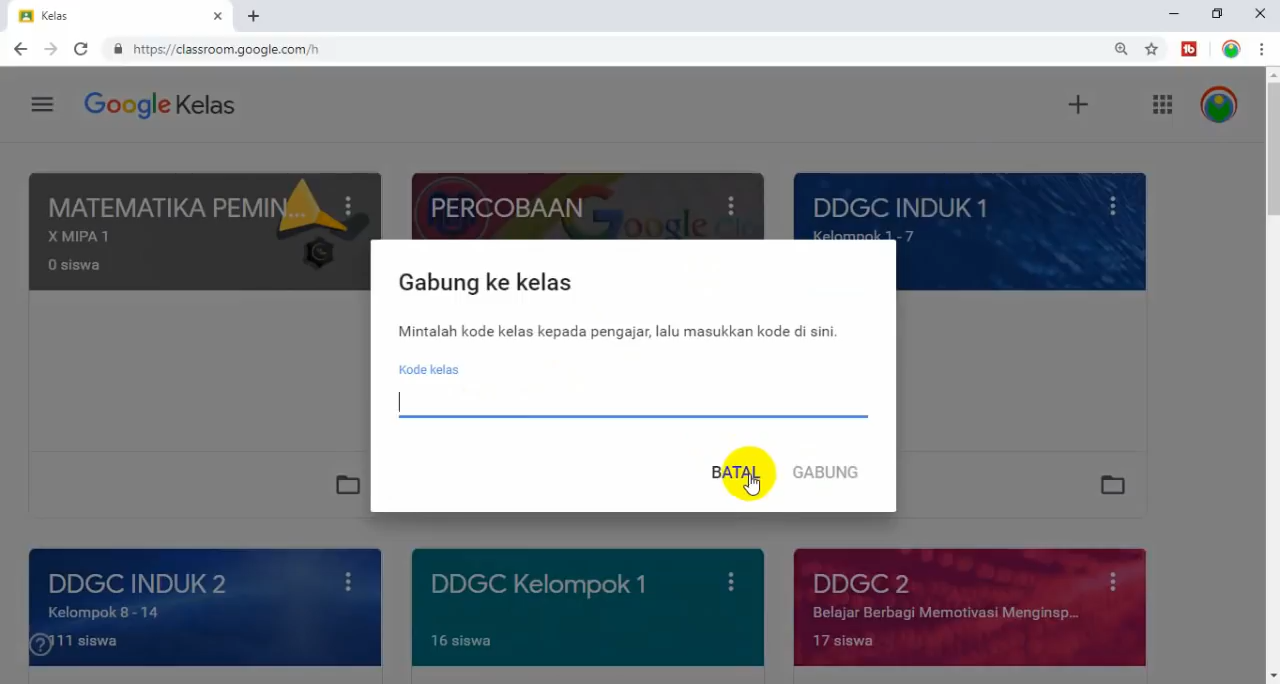 Kelas
https://classroom.google.com/h
Google Kelas
MATEMATIKA PEMIN...
X MIPA 1
0 siswa
PERCOBAAN
Google Cl
DDGC INDUK 1
Kelompok 1 - 7
Gabung ke kelas
Mintalah kode kelas kepada pengajar, lalu masukkan kode di sini.
Kode kelas
BATAL
GABUNG
DDGC INDUK 2
Kelompok 8 - 14
111 siswa
DDGC Kelompok 1
16 siswa
DDGC 2
Belajar Berbagi Memotivasi Menginsp...
17 siswa